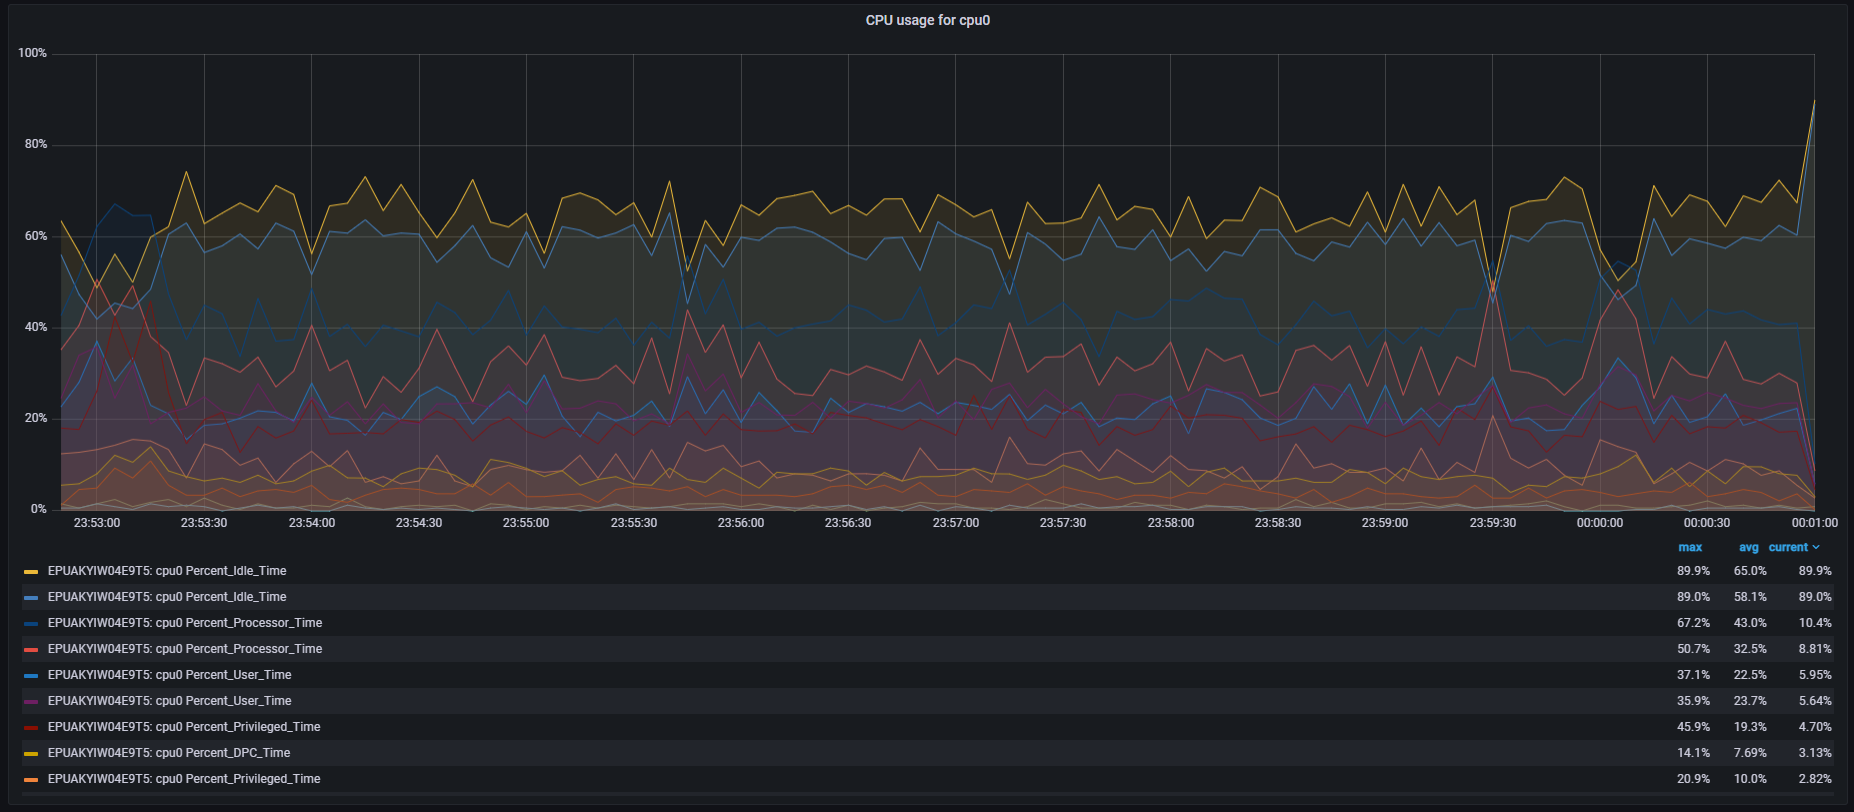 CPU usage for cpu0
100%
80%
60%
40%
20%
0%
23:53:00 23:53:30 23:54:00 23:54:30 23:55:00 23:55:30 23:56:00 23:56:30 23:57:00 23:57:30 23:58:00 23:58:30 23:59:00 23:59:30 00:00:00 00:00:30 00:01:00
max avg current
EPUAKYIW04E9T5: cpu0 Percent_Idle_Time 89.9% 65.0% 89.9%
EPUAKYIW04E9T5: cpu0 Percent_Idle_Time 89.0% 58.1% 89.0%
EPUAKYIW04E9T5: cpu0 Percent_Processor_Time 67.2% 43.0% 10.4%
EPUAKYIW04E9T5: cpu0 Percent_Processor_Time 50.7% 32.5% 8.81%
EPUAKYIW04E9T5: cpu0 Percent_User_Time 37.1% 22.5% 5.95%
EPUAKYIW04E9T5: cpu0 Percent_User_Time 35.9% 23.7% 5.64%
EPUAKYIW04E9T5: cpu0 Percent_Privileged_Time 45.9% 19.3% 4.70%
EPUAKYIW04E9T5: cpu0 Percent_DPC_Time 14.1% 7.69% 3.13%
EPUAKYIW04E9T5: cpu0 Percent_Privileged_Time 20.9% 10.0% 2.82%